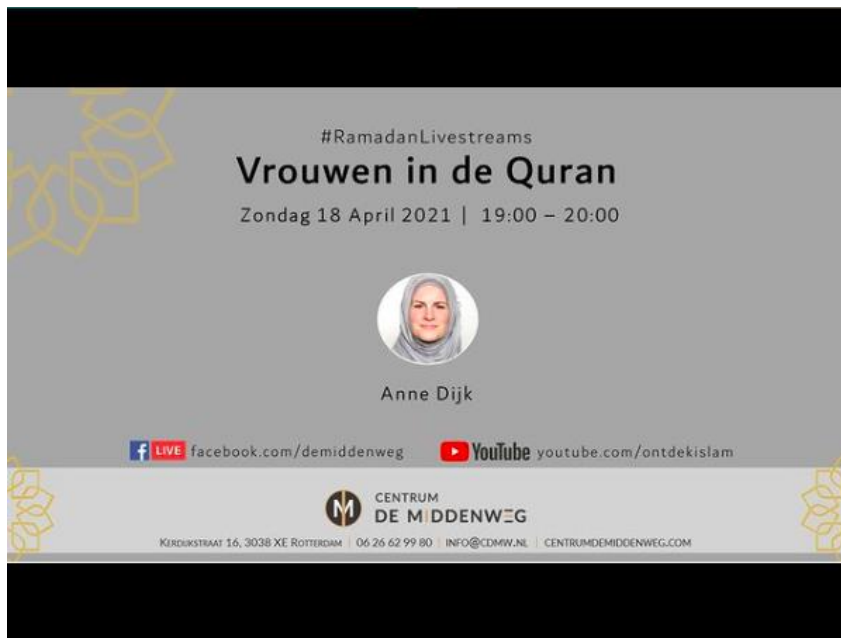 #RamadanLivestreams
Vrouwen in de Quran
Zondag 18 April 2021 | 19:00 – 20:00
Anne Dijk
f LIVE facebook.com/demiddenweg YouTube youtube.com/ontdekislam
M CENTRUM
DE MIDDENWEG
KERDIJKSTRAAT 16, 3038 XE ROTTERDAM | 06 26 62 99 80 | INFO@CDMW.NL | CENTRUMDEMIDDENWEG.COM